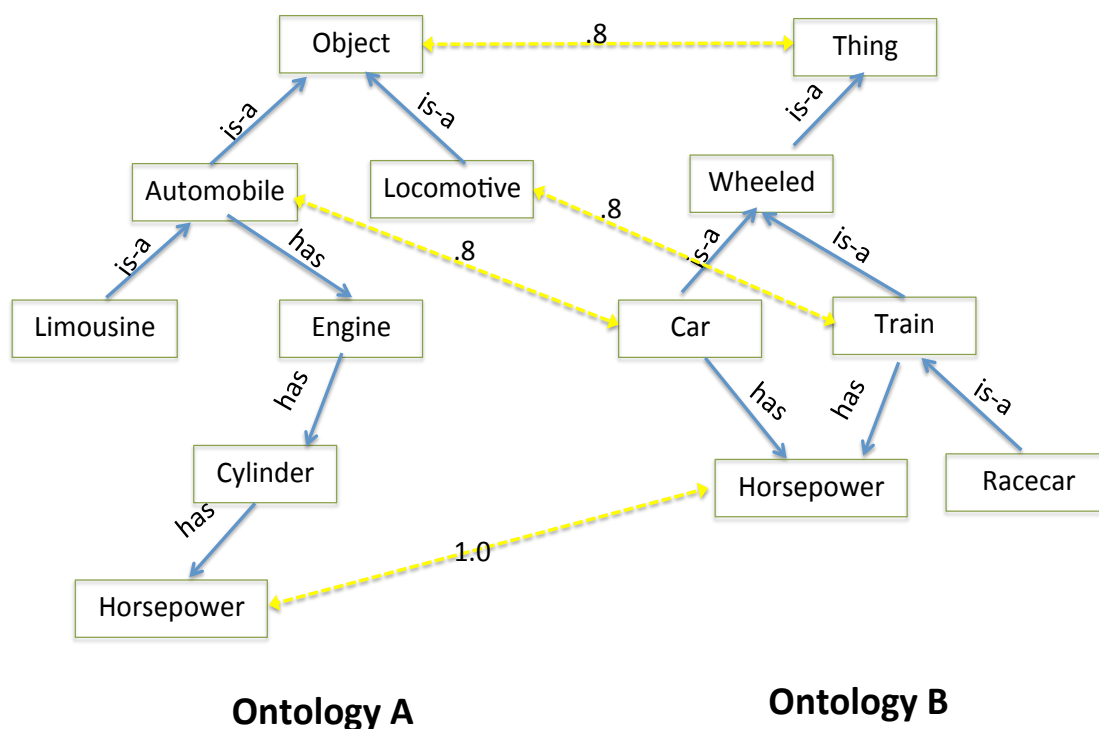 Object
.8
Thing
is-a
is-a
is-a
Automobile
Locomotive
Wheeled
.8
is-a
has
.8
is-a
is-a
Limousine
Engine
Car
Train
has
has
has
is-a
Cylinder
Horsepower
Racecar
has
1.0
Horsepower
Ontology A
Ontology B